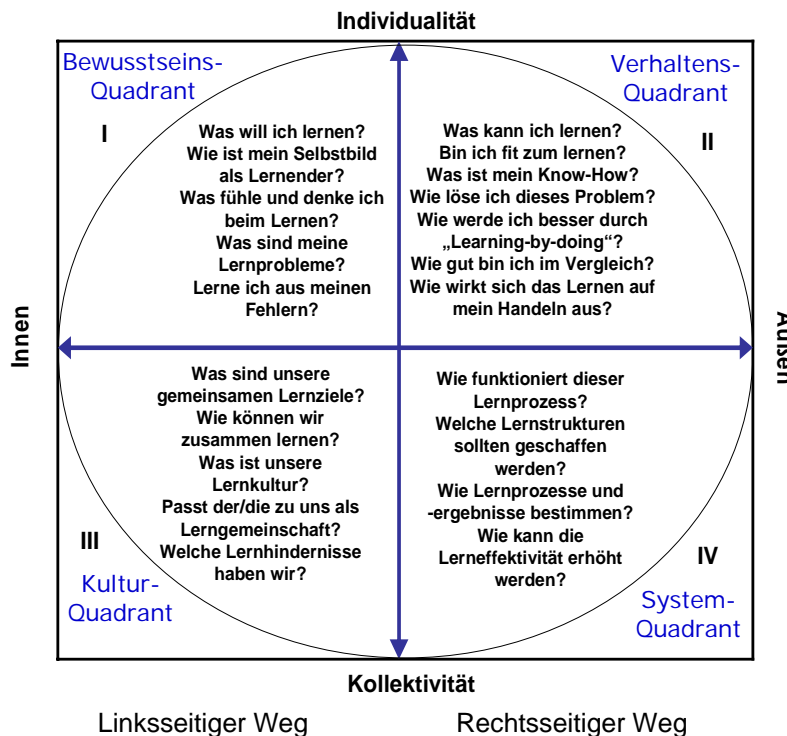 Individualität
Bewusstseins-
Quadrant
I
Was will ich lernen?
Wie ist mein Selbstbild
als Lernender?
Was fühle und denke ich
beim Lernen?
Was sind meine
Lernprobleme?
Lerne ich aus meinen
Fehlern?
Verhaltens-
Quadrant
II
Was kann ich lernen?
Bin ich fit zum lernen?
Was ist mein Know-How?
Wie löse ich dieses Problem?
Wie werde ich besser durch
„Learning-by-doing“?
Wie gut bin ich im Vergleich?
Wie wirkt sich das Lernen auf
mein Handeln aus?
Innen
Außen
Was sind unsere
gemeinsamen Lernziele?
Wie können wir
zusammen lernen?
Was ist unsere
Lernkultur?
Passt der/die zu uns als
Lerngemeinschaft?
Welche Lernhindernisse
haben wir?
III
Kultur-
Quadrant
Wie funktioniert dieser
Lernprozess?
Welche Lernstrukturen
sollten geschaffen
werden?
Wie Lernprozesse und
-ergebnisse bestimmen?
Wie kann die
Lerneffektivität erhöht
werden?
IV
System-
Quadrant
Kollektivität
Linksseitiger Weg
Rechtsseitiger Weg